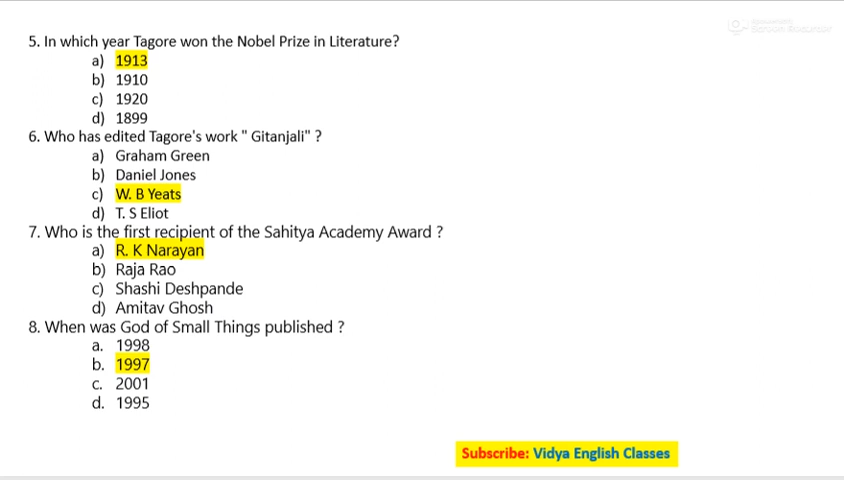 5. In which year Tagore won the Nobel Prize in Literature?
a) 1913
b) 1910
c) 1920
d) 1899
6. Who has edited Tagore's work " Gitanjali" ?
a) Graham Green
b) Daniel Jones
c) W. B Yeats
d) T. S Eliot
7. Who is the first recipient of the Sahitya Academy Award ?
a) R. K Narayan
b) Raja Rao
c) Shashi Deshpande
d) Amitav Ghosh
8. When was God of Small Things published ?
a. 1998
b. 1997
c. 2001
d. 1995
Subscribe: Vidya English Classes